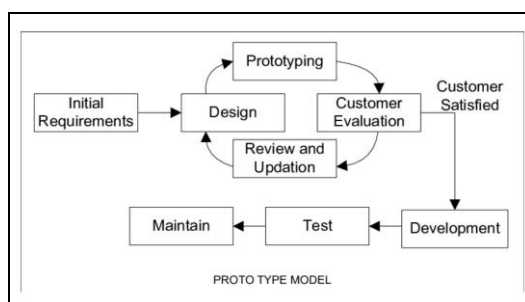 Prototyping
Customer
Satisfied
Initial
Requirements
Design
Customer
Evaluation
Review and
Updation
Maintain
Test
Development
PROTO TYPE MODEL